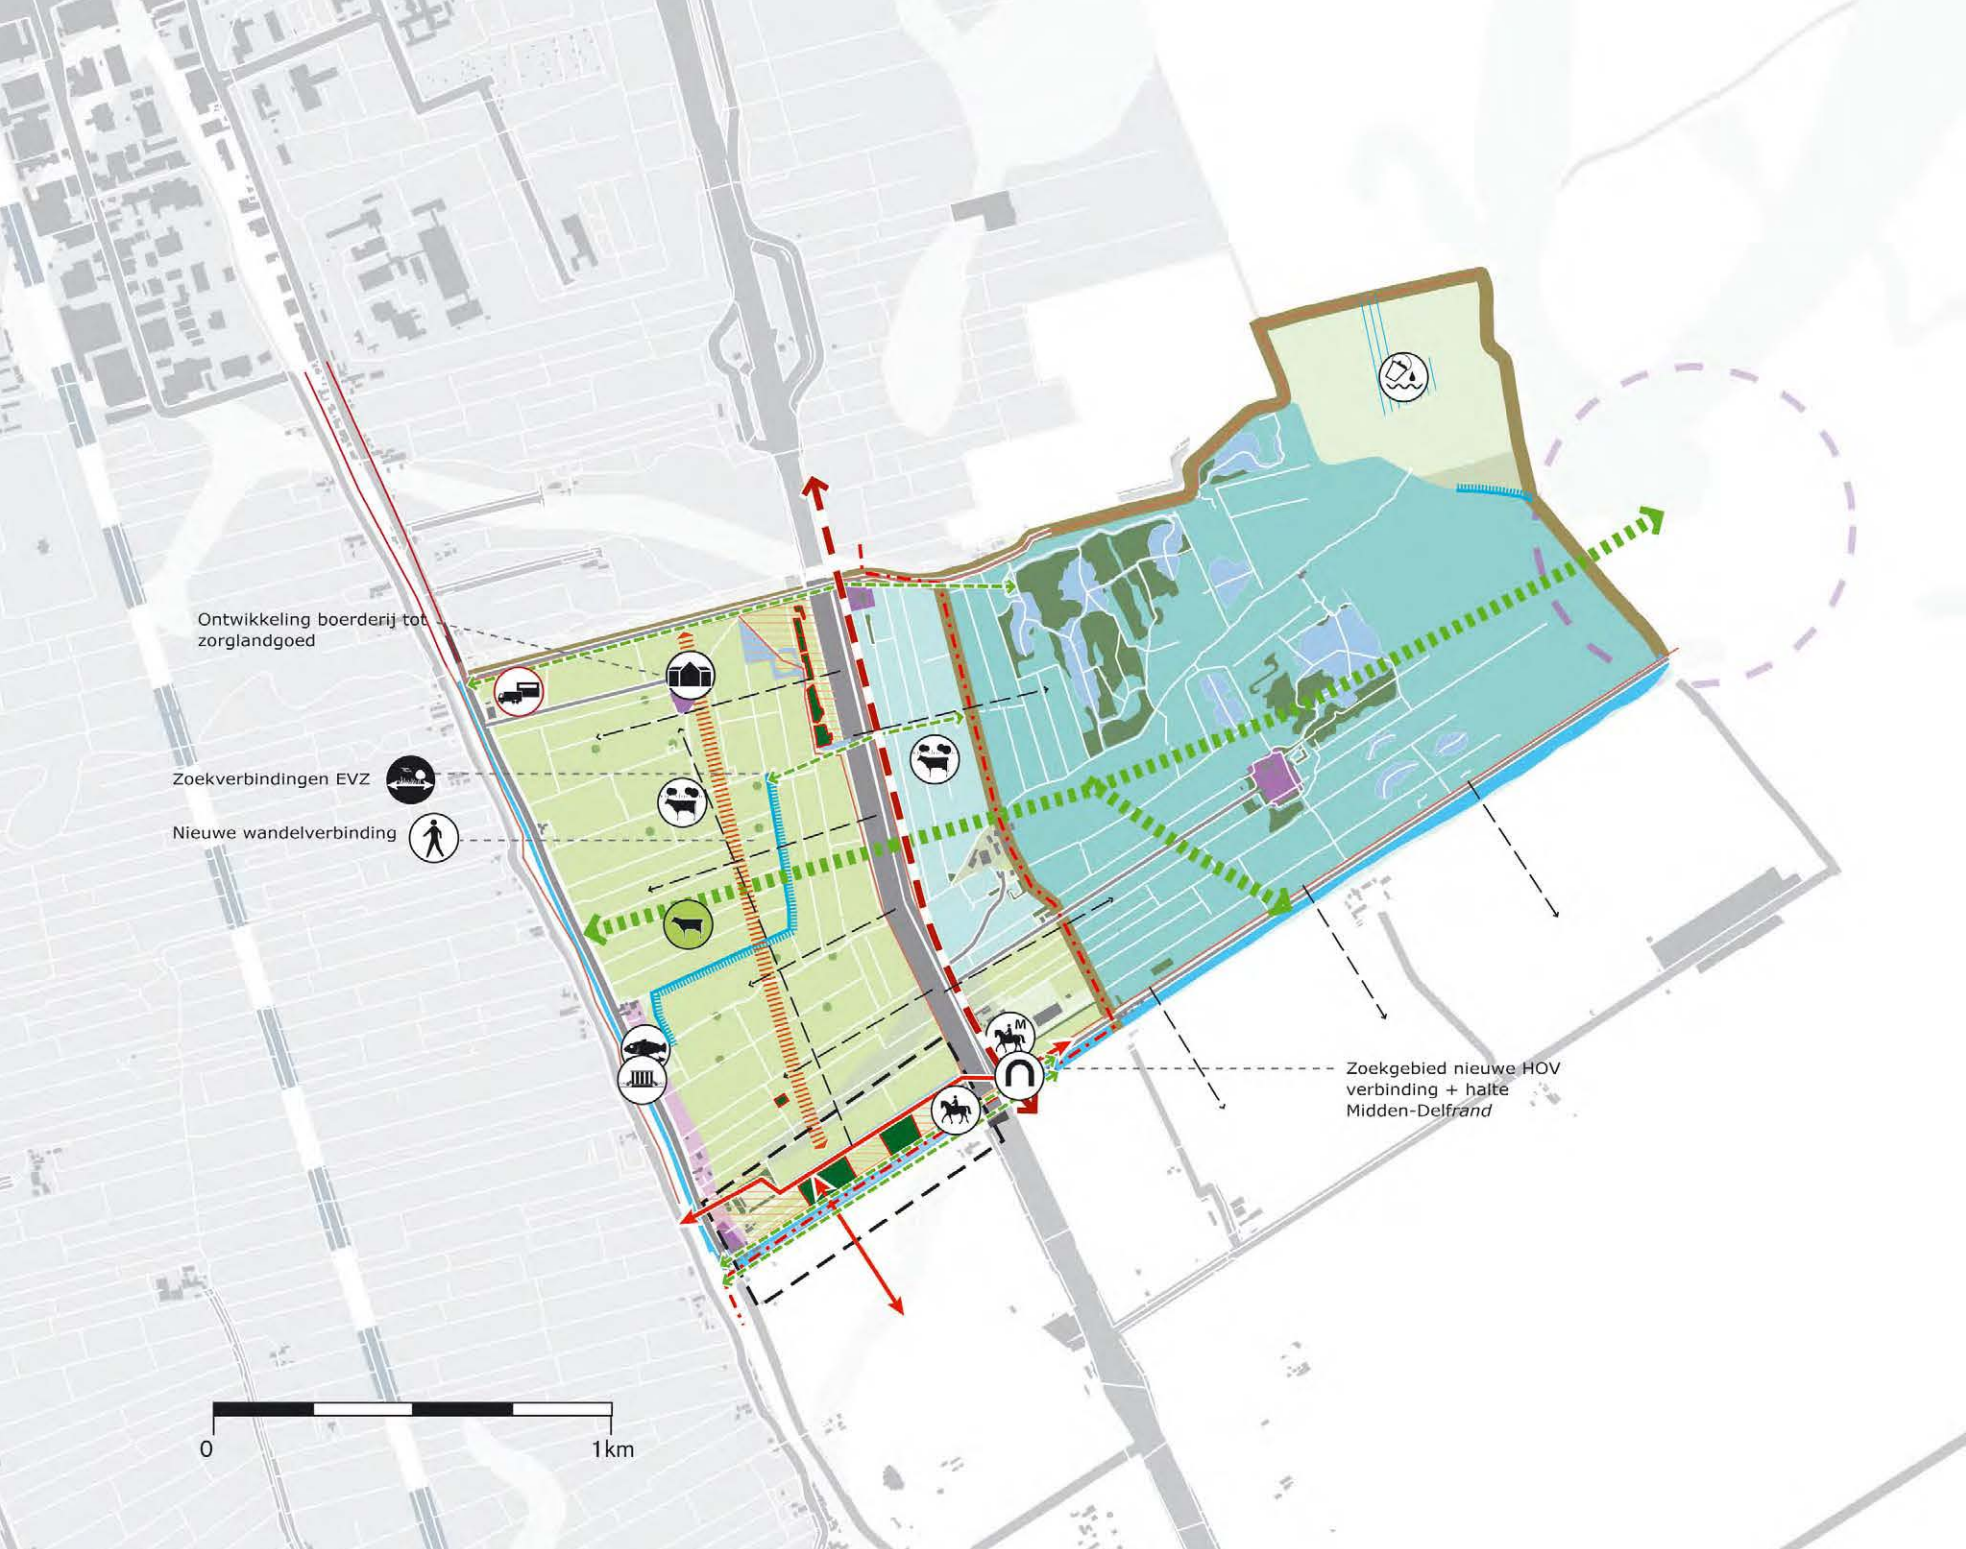 Ontwikkeling boerderij tot
zorglandgoed
Zoekverbindingen EVZ
Nieuwe wandelverbinding
M
Zoekgebied nieuwe HOV
verbinding + halte
Midden-Delfrand
0
1km